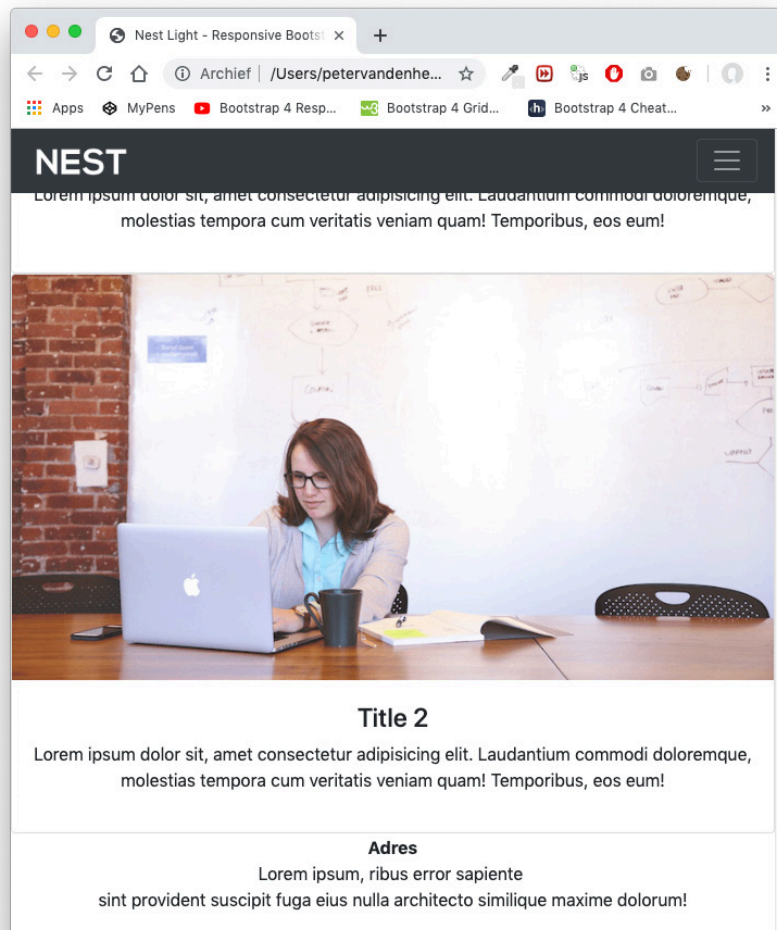 Nest Light - Responsive Bootst
Archief /Users/petervandenhe...
Apps MyPens Bootstrap 4 Resp... Bootstrap 4 Grid... Bootstrap 4 Cheat...
NEST
Lorem ipsum dolor sit, amet consectetur adipisicing elit. Laudantium commodi doloremque,
molestias tempora cum veritatis veniam quam! Temporibus, eos eum!
Title 2
Lorem ipsum dolor sit, amet consectetur adipisicing elit. Laudantium commodi doloremque,
molestias tempora cum veritatis veniam quam! Temporibus, eos eum!
Adres
Lorem ipsum, ribus error sapiente
sint provident suscipit fuga eius nulla architecto similique maxime dolorum!